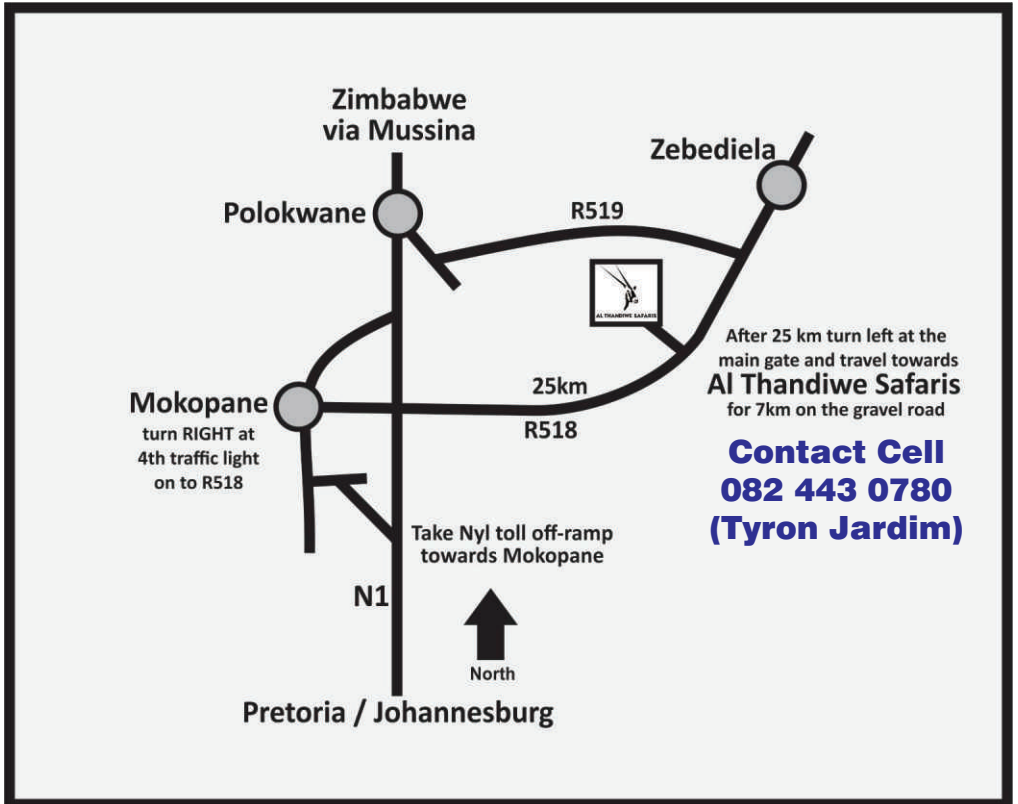 Zimbabwe
via Mussina
Zebediela
Polokwane
R519
AL THANDIWE SAFARIS
After 25 km turn left at the
main gate and travel towards
Al Thandiwe Safaris
for 7km on the gravel road
25km
R518
Mokopane
turn RIGHT at
4th traffic light
on to R518
Contact Cell
082 443 0780
(Tyron Jardim)
Take Nyl toll off-ramp
towards Mokopane
N1
North
Pretoria / Johannesburg